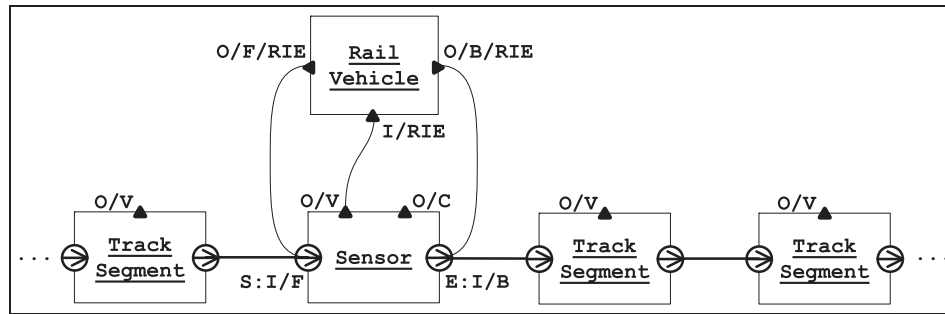 O/F/RIE
Rail
Vehicle
O/B/RIE
I/RIE
O/V
O/V
O/C
O/V
O/V
...
Track
Segment
S:I/F
Sensor
E:I/B
Track
Segment
Track
Segment
...